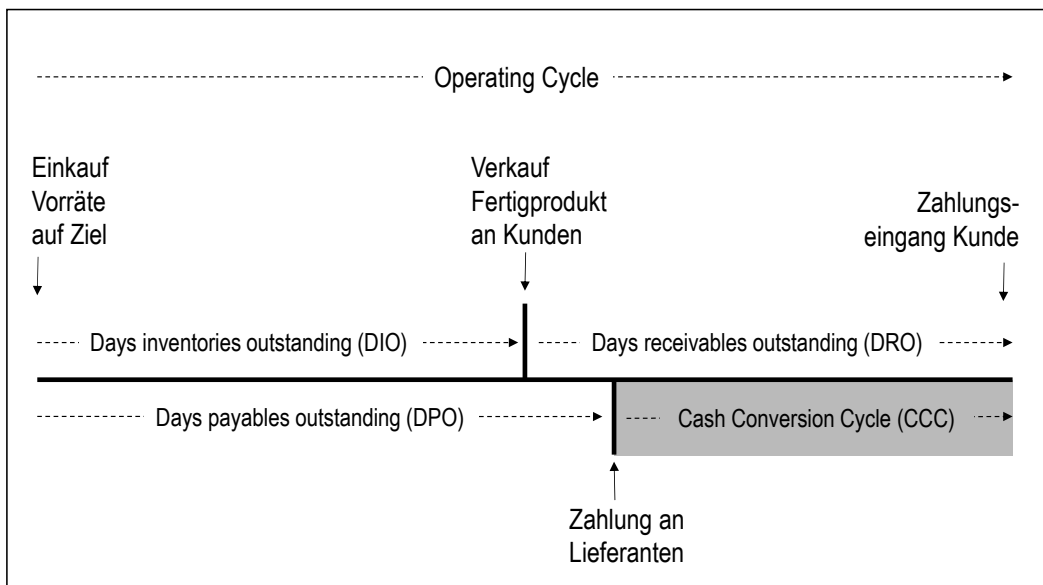 Operating Cycle
Einkauf
Vorräte
auf Ziel
Verkauf
Fertigprodukt
an Kunden
Zahlungs-
eingang Kunde
Days inventories outstanding (DIO)
Days receivables outstanding (DRO)
Days payables outstanding (DPO)
Cash Conversion Cycle (CCC)
Zahlung an
Lieferanten